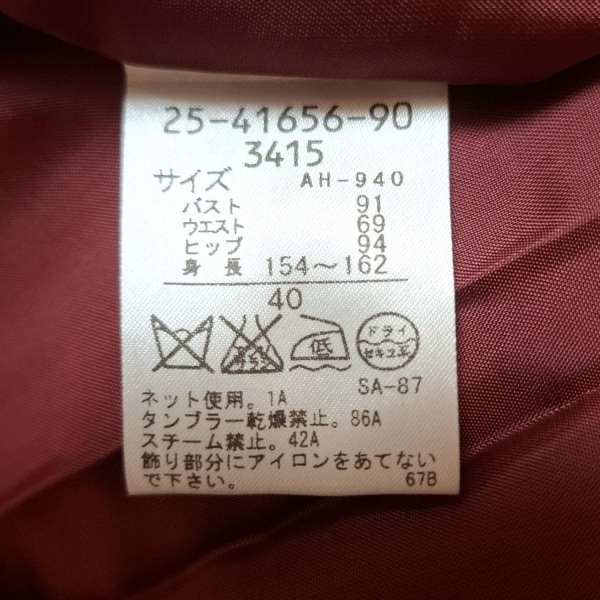 25-41656-90
3415
サイズ AH-940
バスト 91
ウエスト 69
ヒップ 94
身長 154～162
40
低
ドライ
セキユ系
SA-87
ネット使用。1A
タンブラー乾燥禁止。86A
スチーム禁止。42A
飾り部分にアイロンをあてない
で下さい。 67B